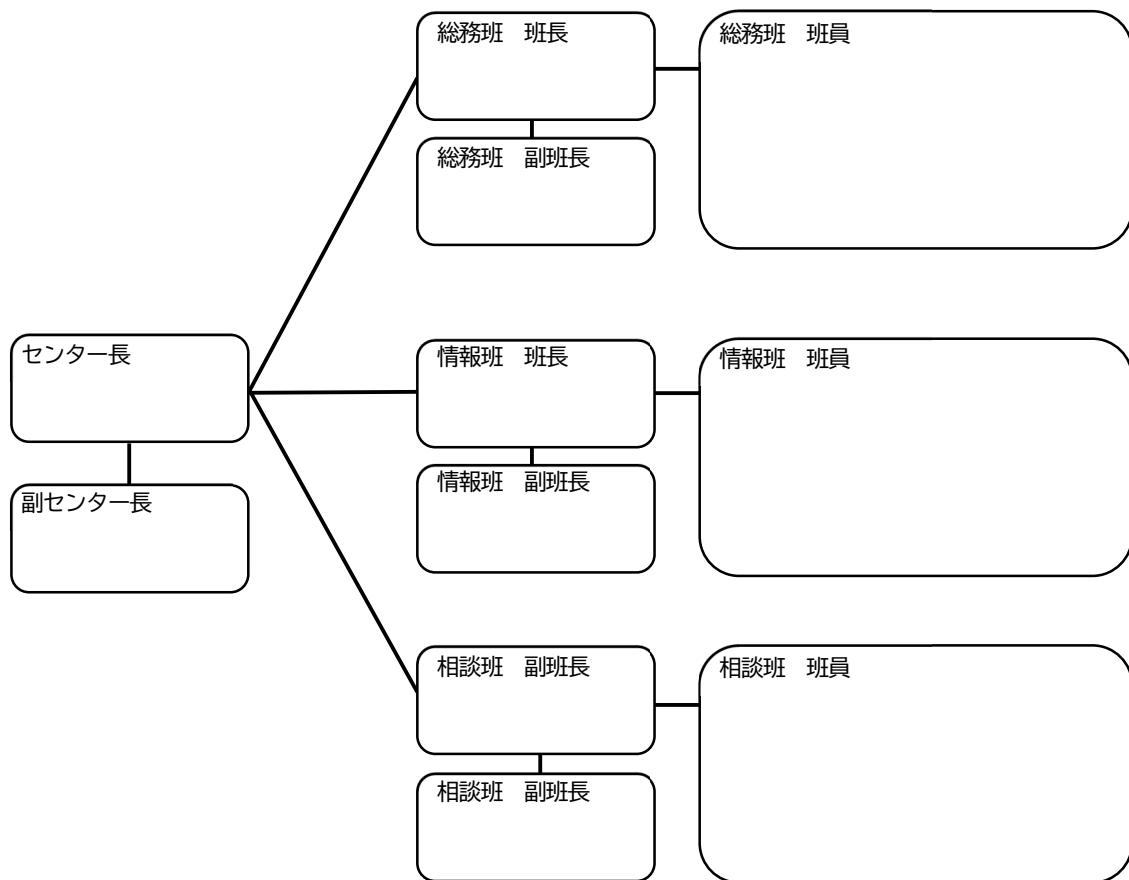 総務班　班長
総務班　班員
総務班　副班長
センター長
副センター長
情報班　班長
情報班　班員
情報班　副班長
相談班　副班長
相談班　班員
相談班　副班長